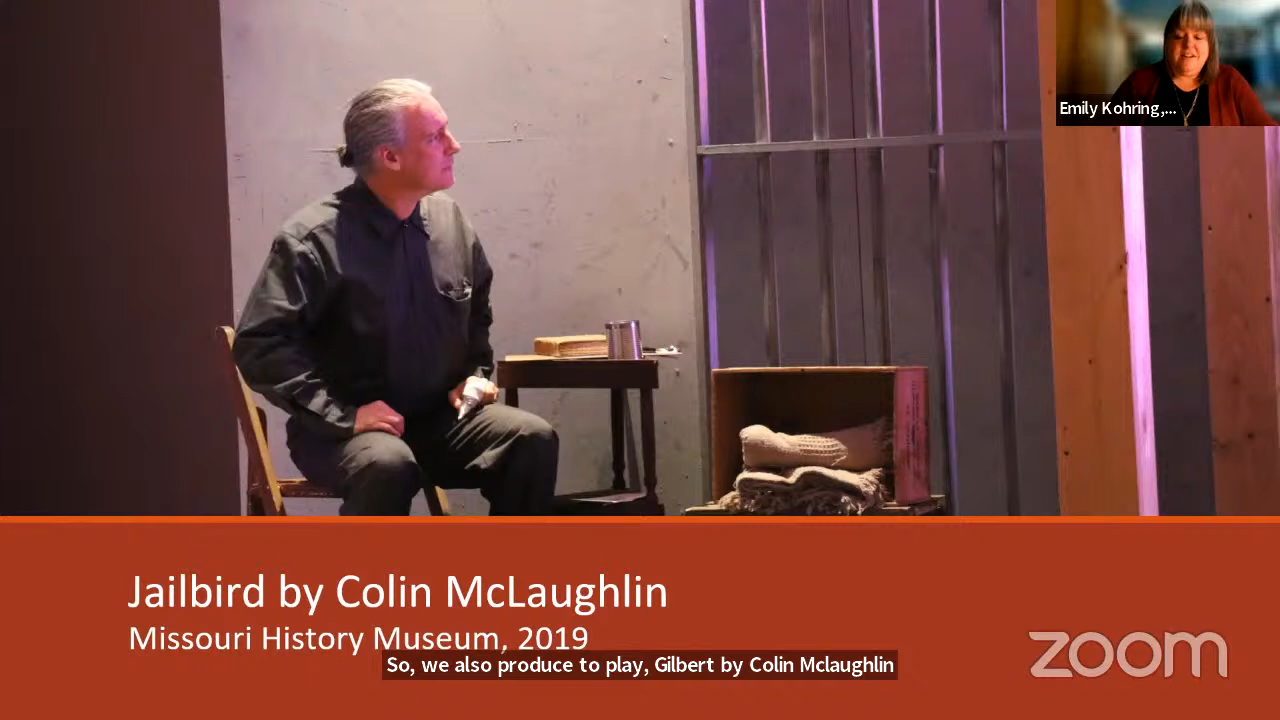 Emily Kohring,...
Jailbird by Colin McLaughlin
Missouri History Museum, 2019
So, we also produce to play, Gilbert by Colin Mclaughlin
zoom